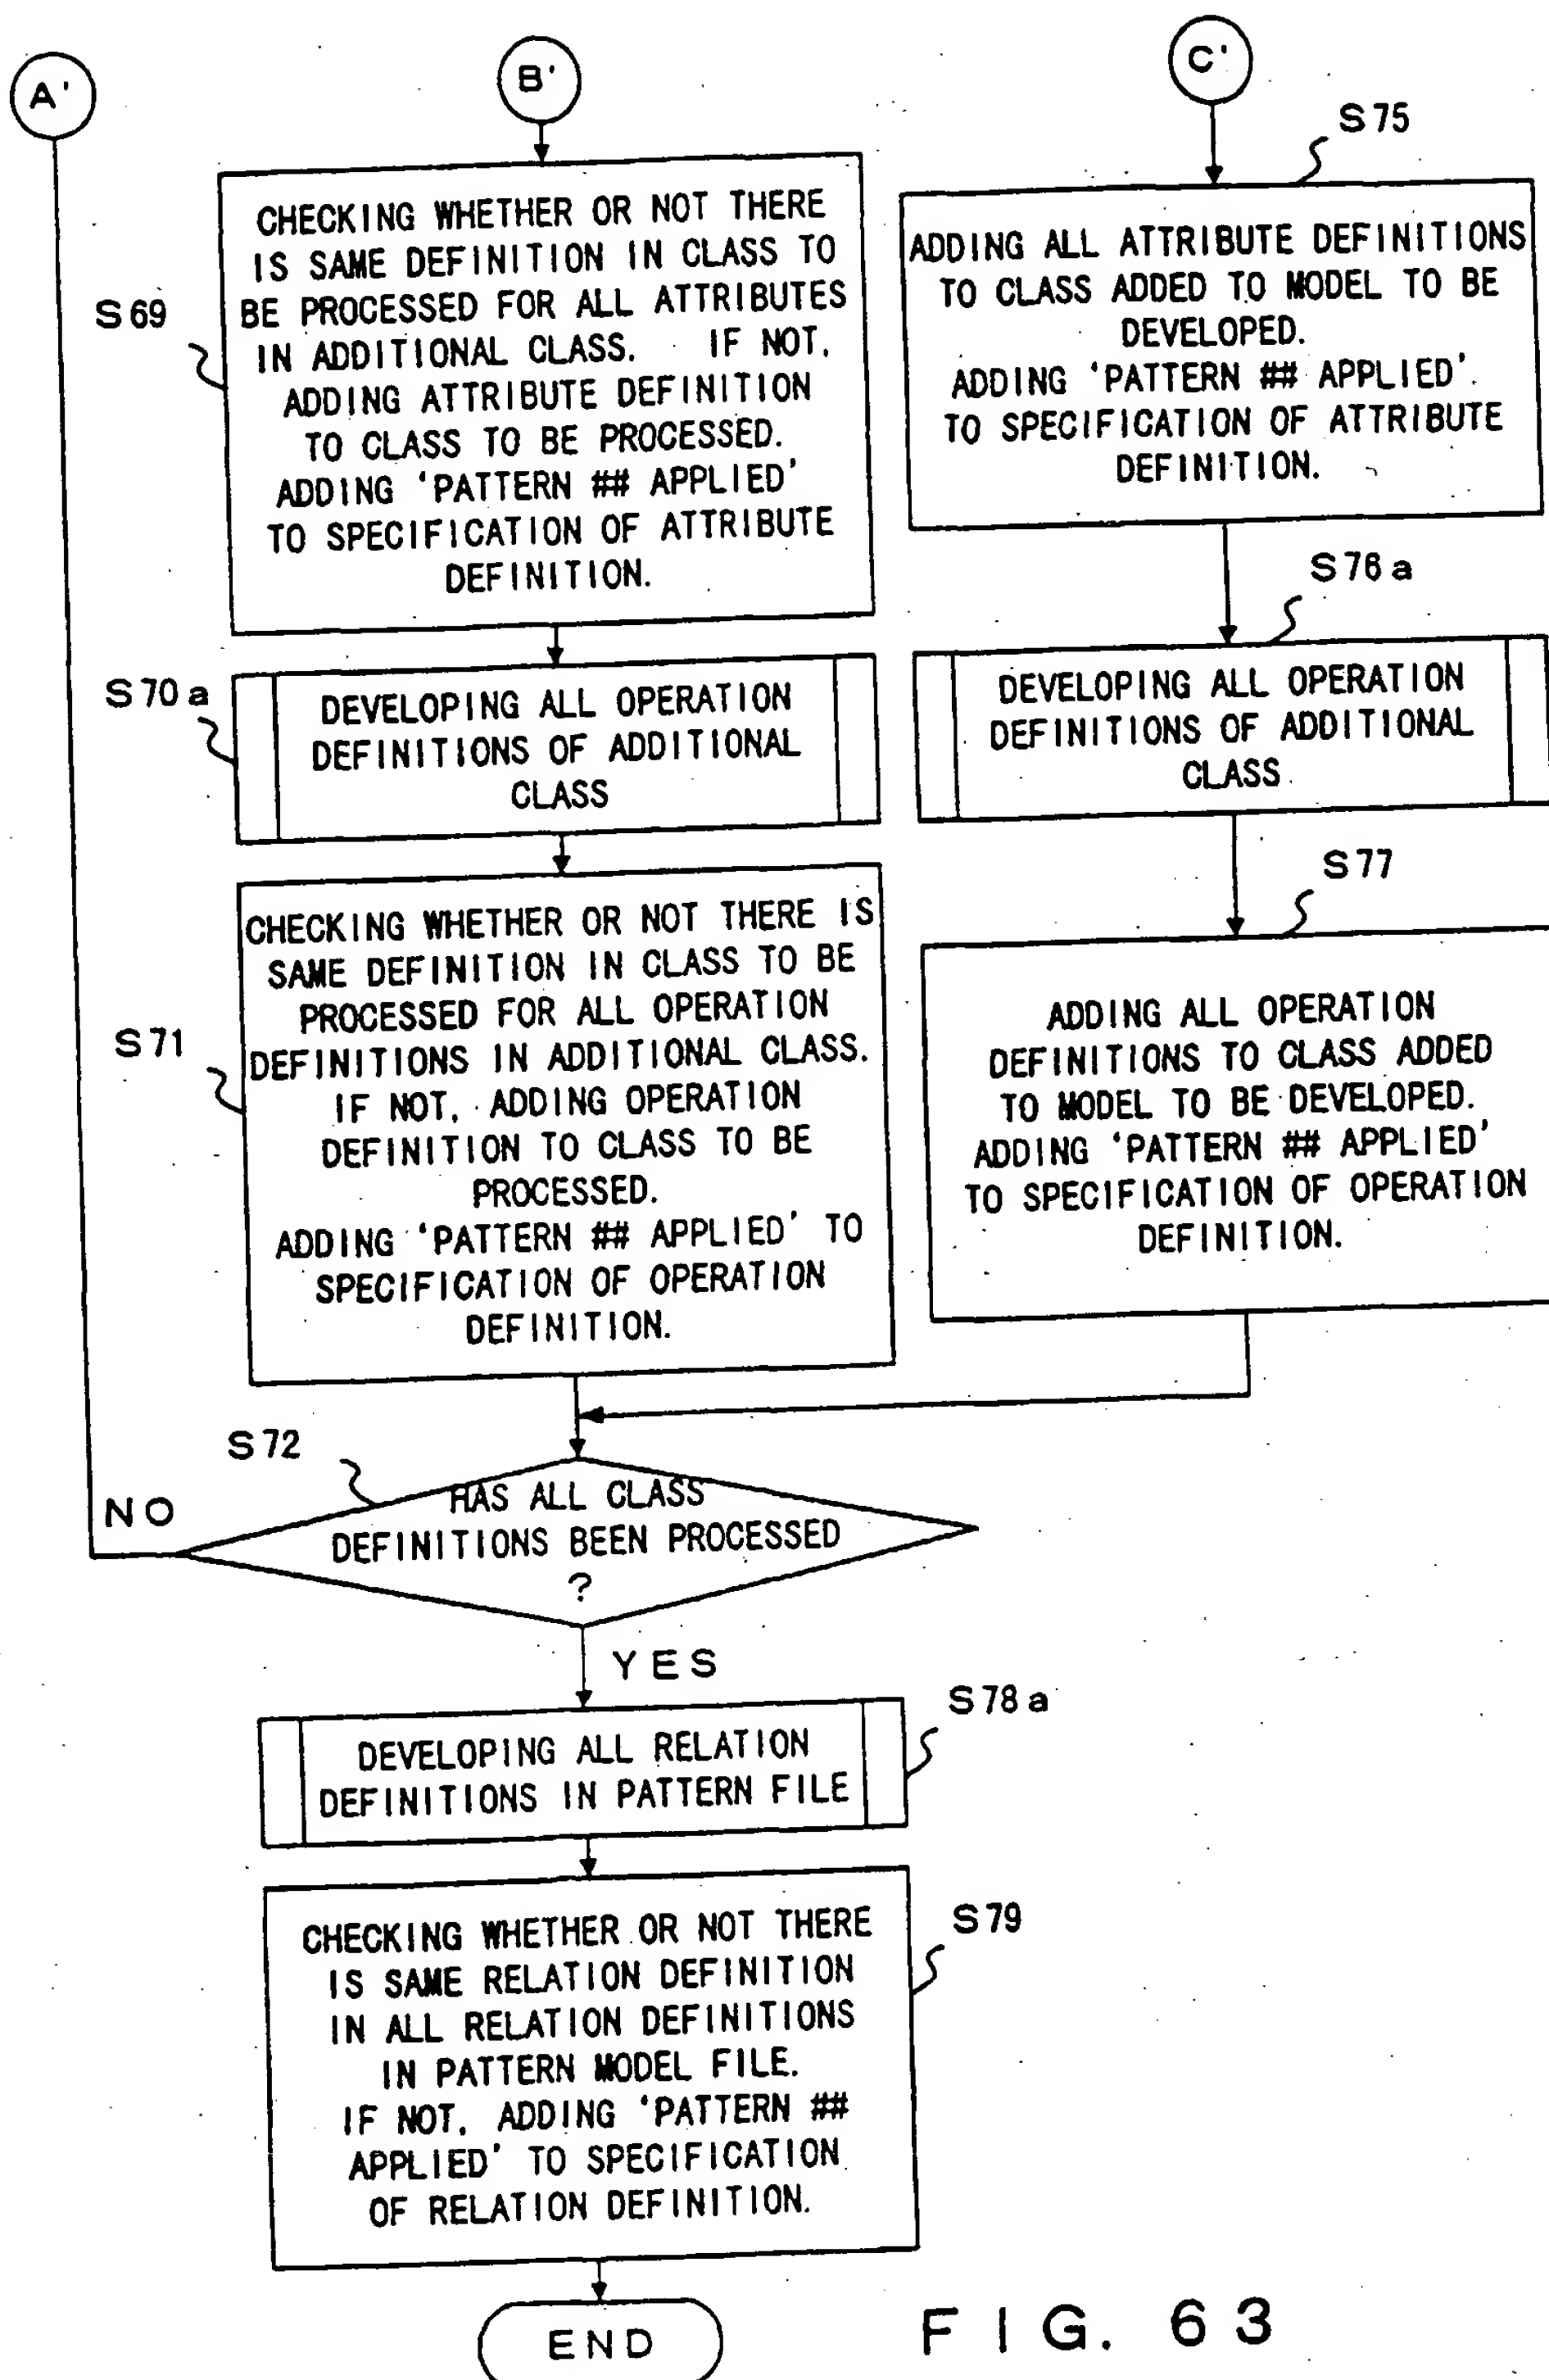 A'
B'
C'
S69
CHECKING WHETHER OR NOT THERE
IS SAME DEFINITION IN CLASS TO
BE PROCESSED FOR ALL ATTRIBUTES
IN ADDITIONAL CLASS. IF NOT,
ADDING ATTRIBUTE DEFINITION
TO CLASS TO BE PROCESSED.
ADDING 'PATTERN ## APPLIED'
TO SPECIFICATION OF ATTRIBUTE
DEFINITION.
S70a
DEVELOPING ALL OPERATION
DEFINITIONS OF ADDITIONAL
CLASS
S71
CHECKING WHETHER OR NOT THERE IS
SAME DEFINITION IN CLASS TO BE
PROCESSED FOR ALL OPERATION
DEFINITIONS IN ADDITIONAL CLASS.
IF NOT, ADDING OPERATION
DEFINITION TO CLASS TO BE
PROCESSED.
ADDING 'PATTERN ## APPLIED' TO
SPECIFICATION OF OPERATION
DEFINITION.
S75
ADDING ALL ATTRIBUTE DEFINITIONS
TO CLASS ADDED TO MODEL TO BE
DEVELOPED.
ADDING 'PATTERN ## APPLIED'.
TO SPECIFICATION OF ATTRIBUTE
DEFINITION.
S76a
DEVELOPING ALL OPERATION
DEFINITIONS OF ADDITIONAL
CLASS
S77
ADDING ALL OPERATION
DEFINITIONS TO CLASS ADDED
TO MODEL TO BE DEVELOPED.
ADDING 'PATTERN ## APPLIED'
TO SPECIFICATION OF OPERATION
DEFINITION.
S72
NO
HAS ALL CLASS
DEFINITIONS BEEN PROCESSED
?
YES
S78a
DEVELOPING ALL RELATION
DEFINITIONS IN PATTERN FILE
S79
CHECKING WHETHER OR NOT THERE
IS SAME RELATION DEFINITION
IN ALL RELATION DEFINITIONS
IN PATTERN MODEL FILE.
IF NOT, ADDING 'PATTERN ##
APPLIED' TO SPECIFICATION
OF RELATION DEFINITION.
END
FIG. 63